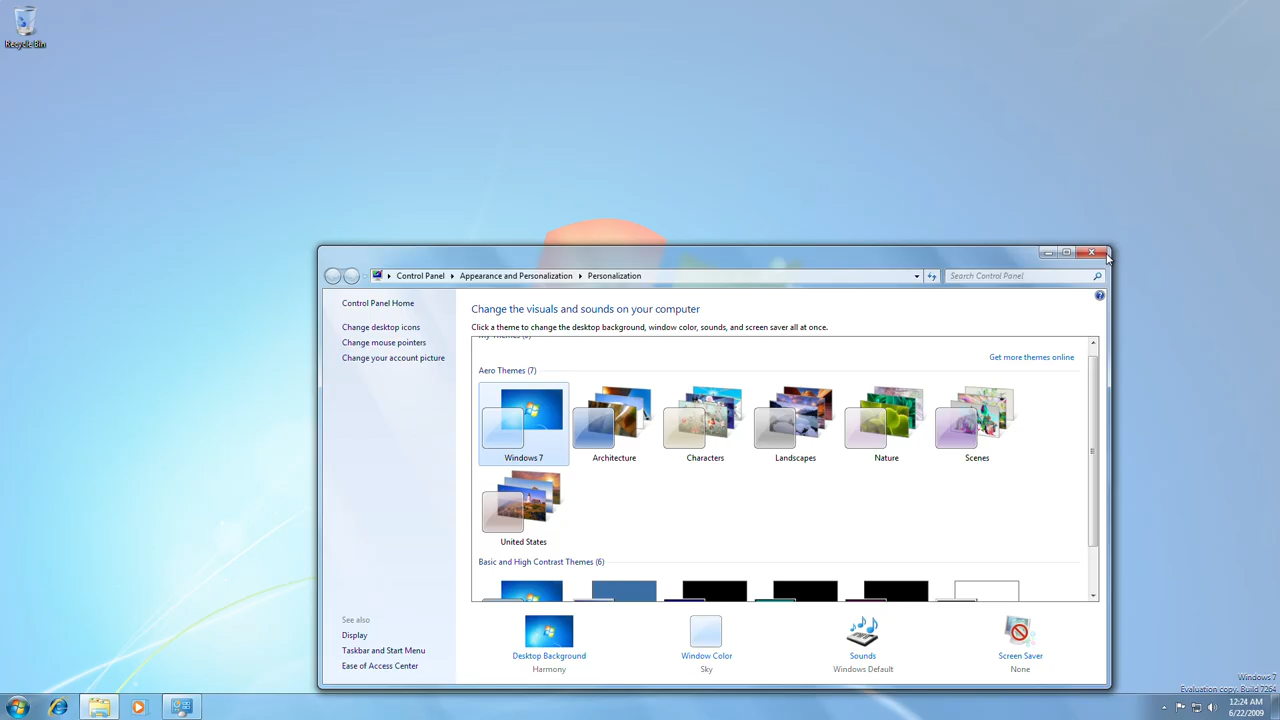 Recycle Bin
Control Panel
Appearance and Personalization
Personalization
Search Control Panel
Control Panel Home
Change desktop icons
Change mouse pointers
Change your account picture
Change the visuals and sounds on your computer
Click a theme to change the desktop background, window color, sounds, and screen saver all at once.
Get more themes online
Aero Themes (7)
Windows 7
Architecture
Characters
Landscapes
Nature
Scenes
United States
Basic and High Contrast Themes (6)
See also
Display
Taskbar and Start Menu
Ease of Access Center
Desktop Background
Harmony
Window Color
Sky
Sounds
Windows Default
Screen Saver
None
Windows 7
Evaluation copy. Build 7264
12:24 AM
6/22/2009